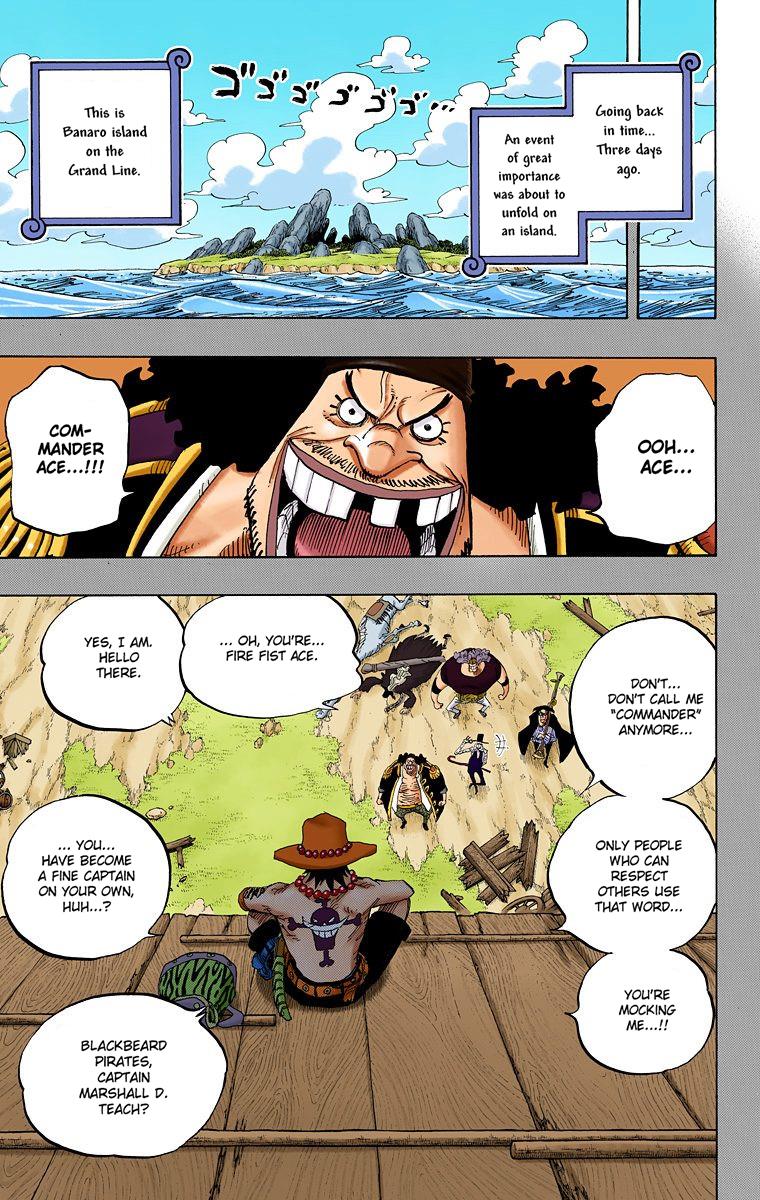 Going back
in time...
Three days
ago.
An event
of great
importance
was about to
unfold on
an island.
ゴゴゴゴゴゴ...
This is
Banaro island
on the
Grand Line.
OOH...
ACE...
COM-
MANDER
ACE...!!!
DON'T...
DON'T CALL ME
"COMMANDER"
ANYMORE...
ONLY PEOPLE
WHO CAN
RESPECT
OTHERS USE
THAT WORD...
YOU'RE
MOCKING
ME...!!
... OH, YOU'RE...
FIRE FIST ACE.
YES, I AM.
HELLO
THERE.
... YOU...
HAVE BECOME
A FINE CAPTAIN
ON YOUR OWN,
HUH...?
BLACKBEARD
PIRATES,
CAPTAIN
MARSHALL D.
TEACH?